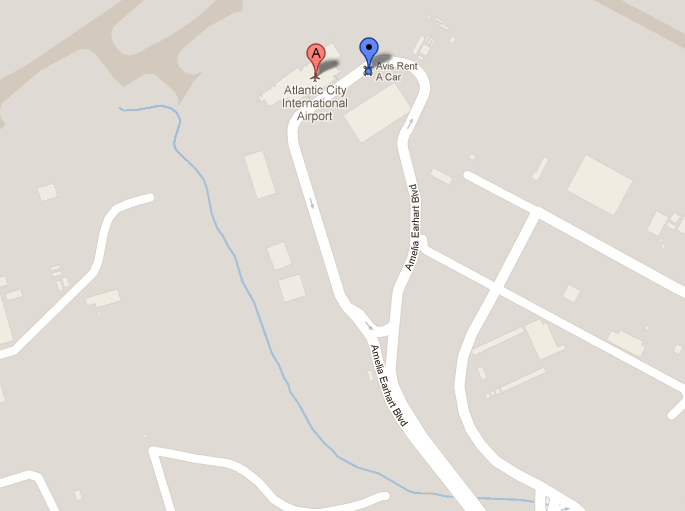 A
Avis Rent
A Car
Atlantic City
International
Airport
Amelia Earhart Blvd
Amelia Earhart Blvd